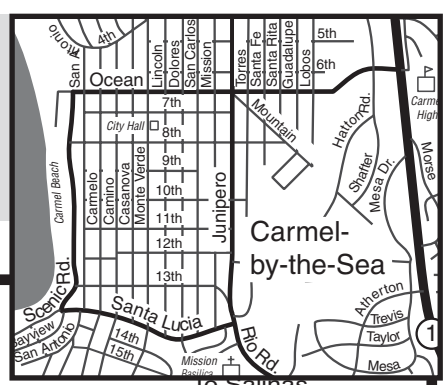 San Antonio
4th
Lincoln
Dolores
San Carlos
Mission
Torres
Santa Fe
Santa Rita
Guadalupe
Lobos
5th
6th
Ocean
7th
City Hall
8th
Mountain
Hatton Rd.
Carme
High
Morse
9th
10th
11th
12th
13th
Carmel Beach
Carmelo
Camino
Casanova
Monte Verde
Junipero
Shaffer
Mesa Dr.
Carmel-
by-the-Sea
Scenic Rd.
Santa Lucia
Rio Rd.
Atherton
Trevis
Taylor
Mesa
1
Bayview
San Antonio
14th
15th
Mission
Basilica
To Salinas